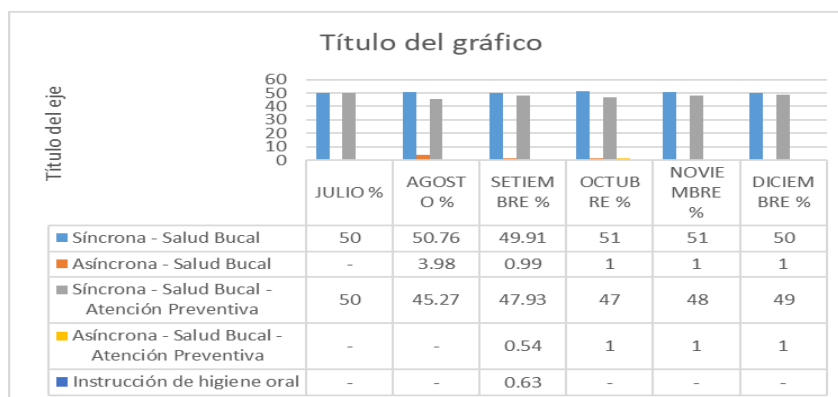 Título del gráfico
Título del eje
60
50
40
30
20
10
0
JULIO % AGOST SETIEM OCTUB NOVIE DICIEM
O % BRE % RE % MBRE BRE %
%
Síncrona - Salud Bucal 50 50.76 49.91 51 51 50
Asíncrona - Salud Bucal - 3.98 0.99 1 1 1
Síncrona - Salud Bucal -
Atención Preventiva 50 45.27 47.93 47 48 49
Asíncrona - Salud Bucal -
Atención Preventiva - - 0.54 1 1 1
Instrucción de higiene oral - - 0.63 - - -